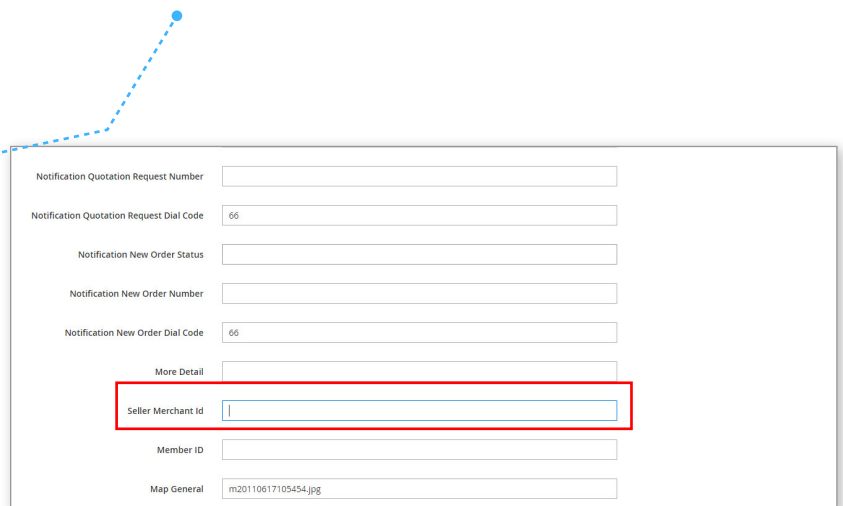 Notification Quotation Request Number
Notification Quotation Request Dial Code 66
Notification New Order Status
Notification New Order Number
Notification New Order Dial Code 66
More Detail
Seller Merchant Id
Member ID
Map General m20110617105454.jpg